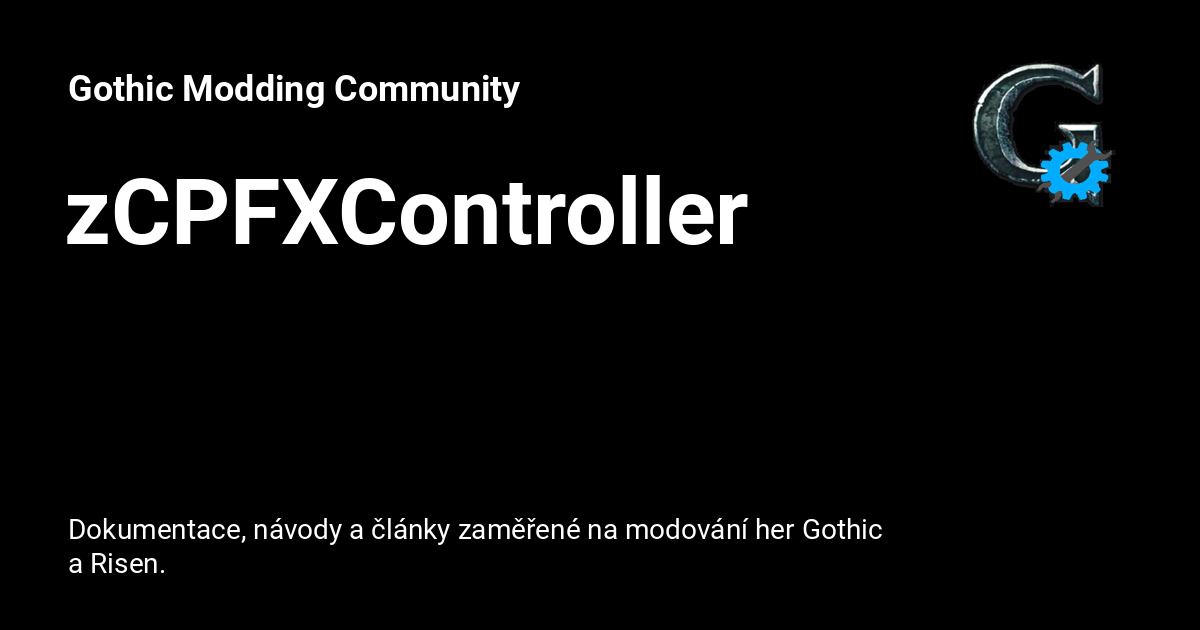 Gothic Modding Community
zCPFXController
Dokumentace, návody a články zaměřené na modování her Gothic
a Risen.